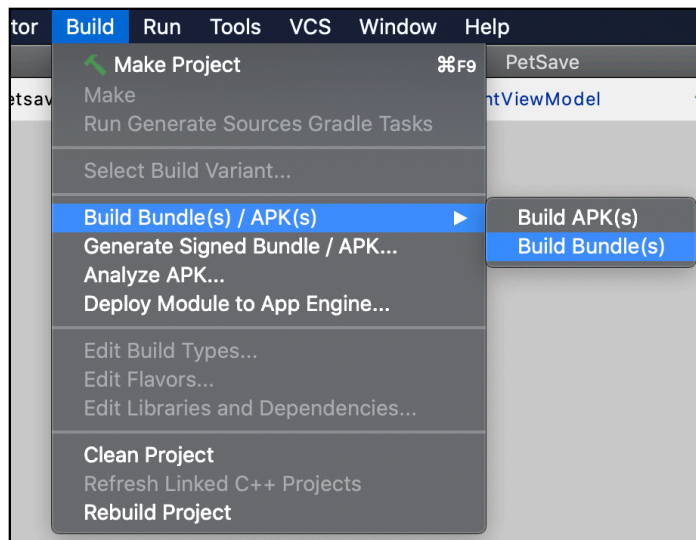 tor Build Run Tools VCS Window Help
Make Project ⌘F9 PetSave
etsav Make ntViewModel
Run Generate Sources Gradle Tasks
Select Build Variant...
Build Bundle(s) / APK(s) ▶ Build APK(s)
Generate Signed Bundle / APK... Build Bundle(s)
Analyze APK...
Deploy Module to App Engine...
Edit Build Types...
Edit Flavors...
Edit Libraries and Dependencies...
Clean Project
Refresh Linked C++ Projects
Rebuild Project